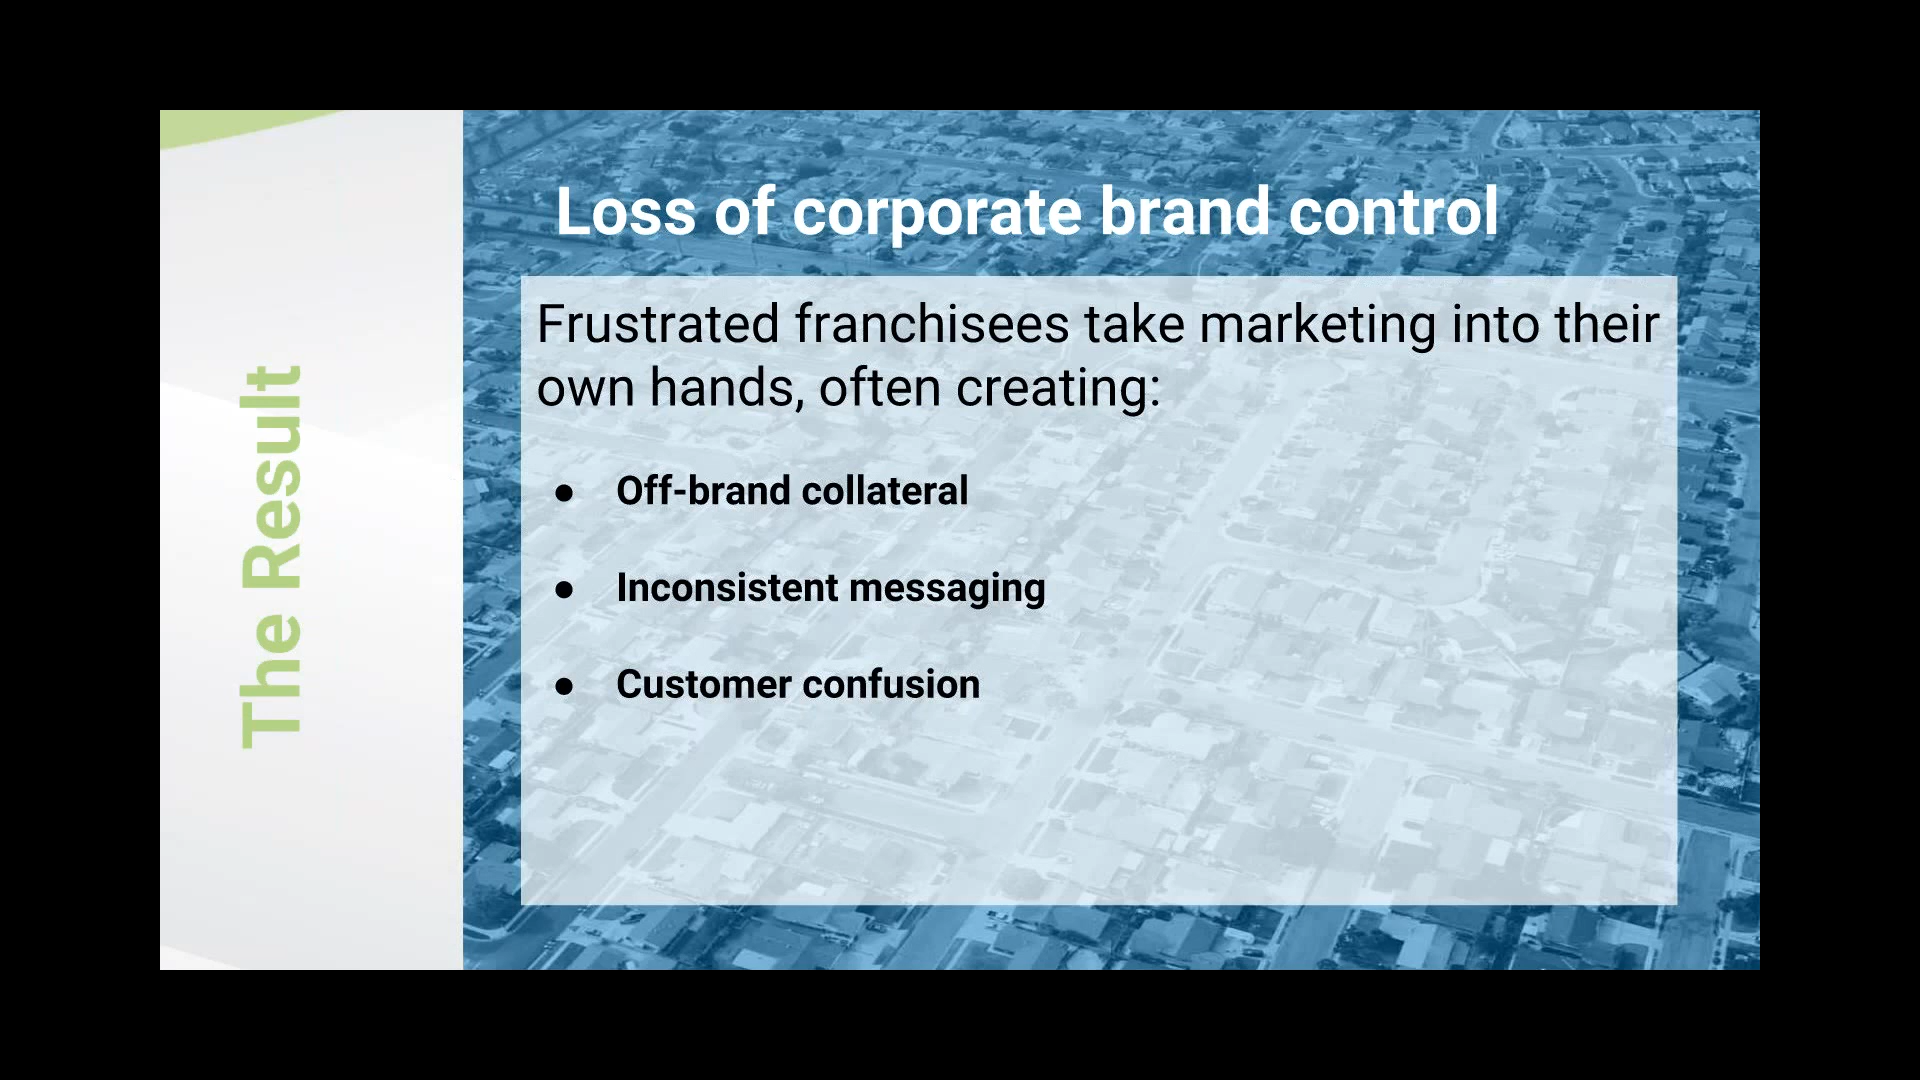 The Result
Loss of corporate brand control
Frustrated franchisees take marketing into their
own hands, often creating:
● Off-brand collateral
● Inconsistent messaging
● Customer confusion